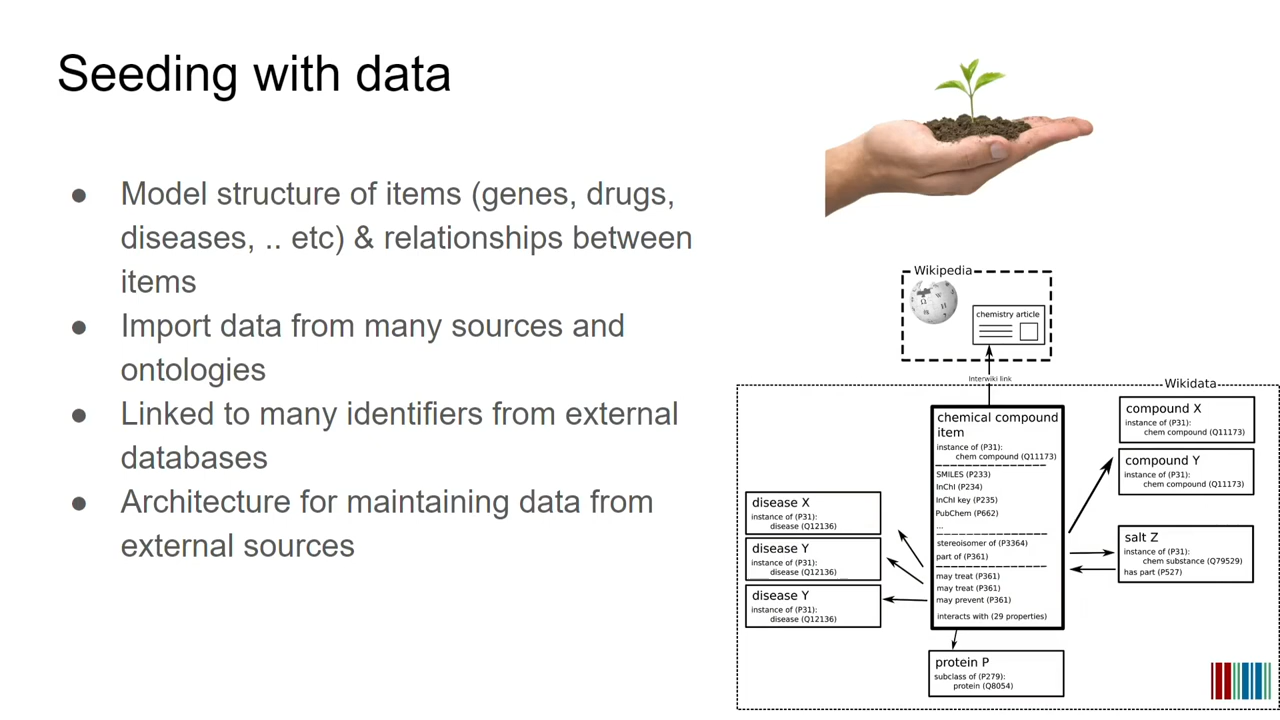 Seeding with data
● Model structure of items (genes, drugs,
diseases, .. etc) & relationships between
items
● Import data from many sources and
ontologies
● Linked to many identifiers from external
databases
● Architecture for maintaining data from
external sources
Wikipedia
chemistry article
Interwiki link
Wikidata
chemical compound
item
instance of (P31):
chem compound (Q11173)
SMILES (P233)
InChI (P234)
InChI key (P235)
PubChem (P662)
...
stereoisomer of (P3364)
part of (P361)
may treat (P361)
may treat (P361)
may prevent (P361)
interacts with (29 properties)
compound X
instance of (P31):
chem compound (Q11173)
compound Y
instance of (P31):
chem compound (Q11173)
salt Z
instance of (P31):
chem substance (Q79529)
has part (P527)
disease X
instance of (P31):
disease (Q12136)
disease Y
instance of (P31):
disease (Q12136)
disease Y
instance of (P31):
disease (Q12136)
protein P
subclass of (P279):
protein (Q8054)